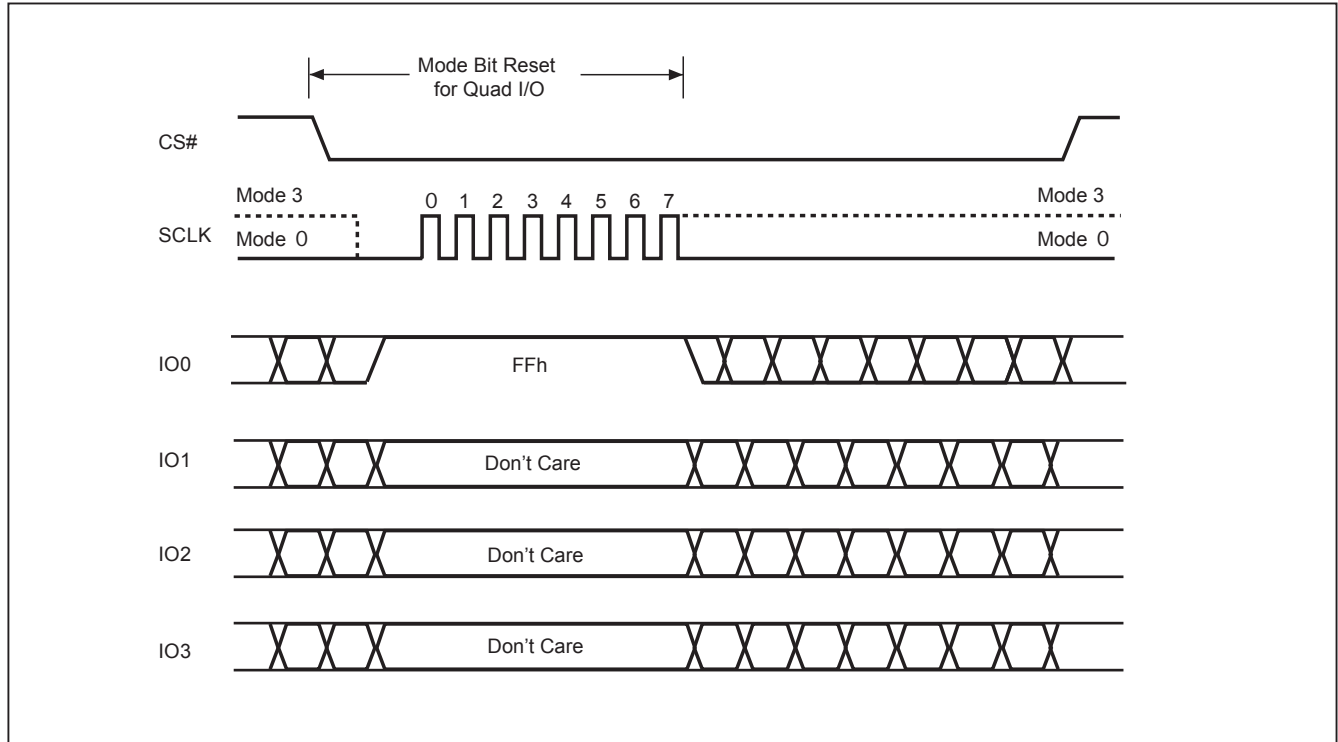 Mode Bit Reset
for Quad I/O
CS#
Mode 3
0 1 2 3 4 5 6 7
Mode 3
SCLK
Mode 0
Mode 0
IO0
FFh
IO1
Don't Care
IO2
Don't Care
IO3
Don't Care